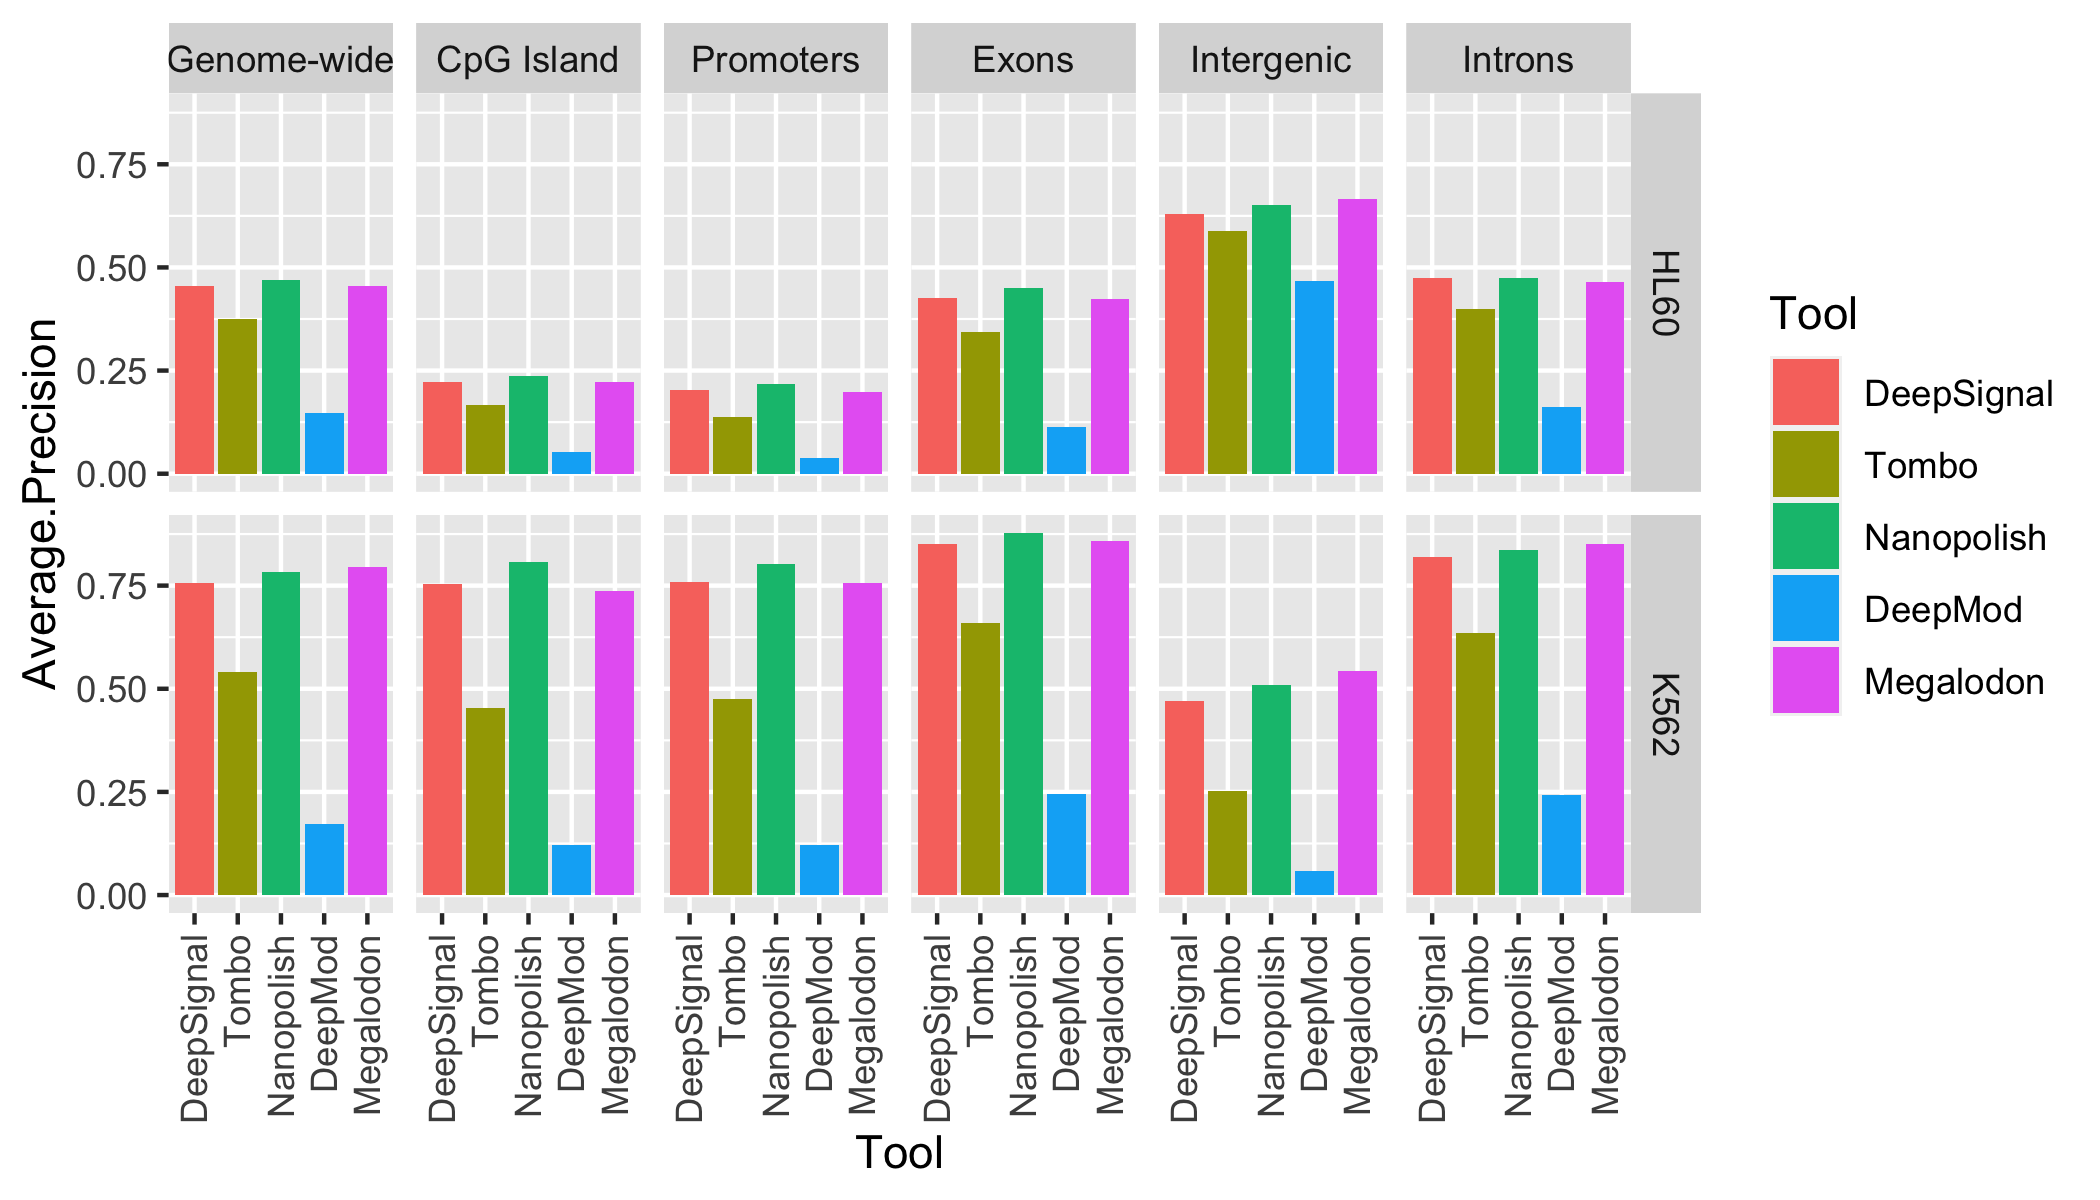 Genome-wide CpG Island Promoters Exons Intergenic Introns
0.75
0.50
0.25
0.00
HL60
0.75
0.50
0.25
0.00
K562
Average.Precision
DeepSignal Tombo Nanopolish DeepMod Megalodon
DeepSignal Tombo Nanopolish DeepMod Megalodon
DeepSignal Tombo Nanopolish DeepMod Megalodon
DeepSignal Tombo Nanopolish DeepMod Megalodon
DeepSignal Tombo Nanopolish DeepMod Megalodon
DeepSignal Tombo Nanopolish DeepMod Megalodon
Tool
Tool
DeepSignal
Tombo
Nanopolish
DeepMod
Megalodon